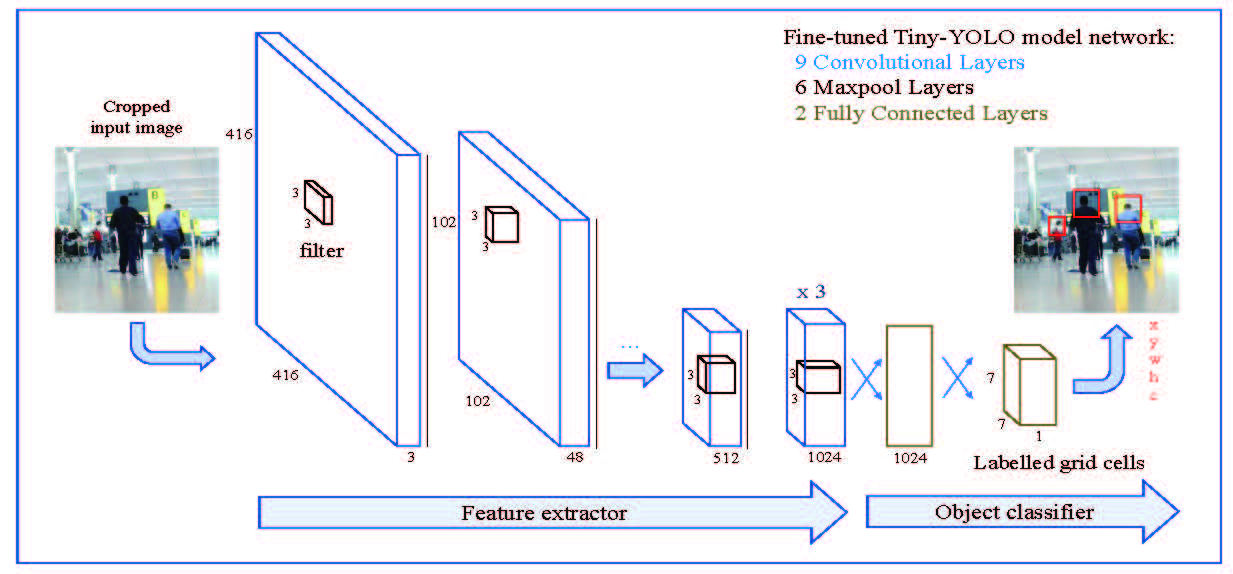 Fine-tuned Tiny-YOLO model network:
9 Convolutional Layers
6 Maxpool Layers
2 Fully Connected Layers
Cropped
input image
416
416
3
3
3
filter
102
102
48
3
3
...
512
3
3
x 3
1024
3
3
1024
7
7
1
Labelled grid cells
x
y
w
h
c
B
Feature extractor
Object classifier